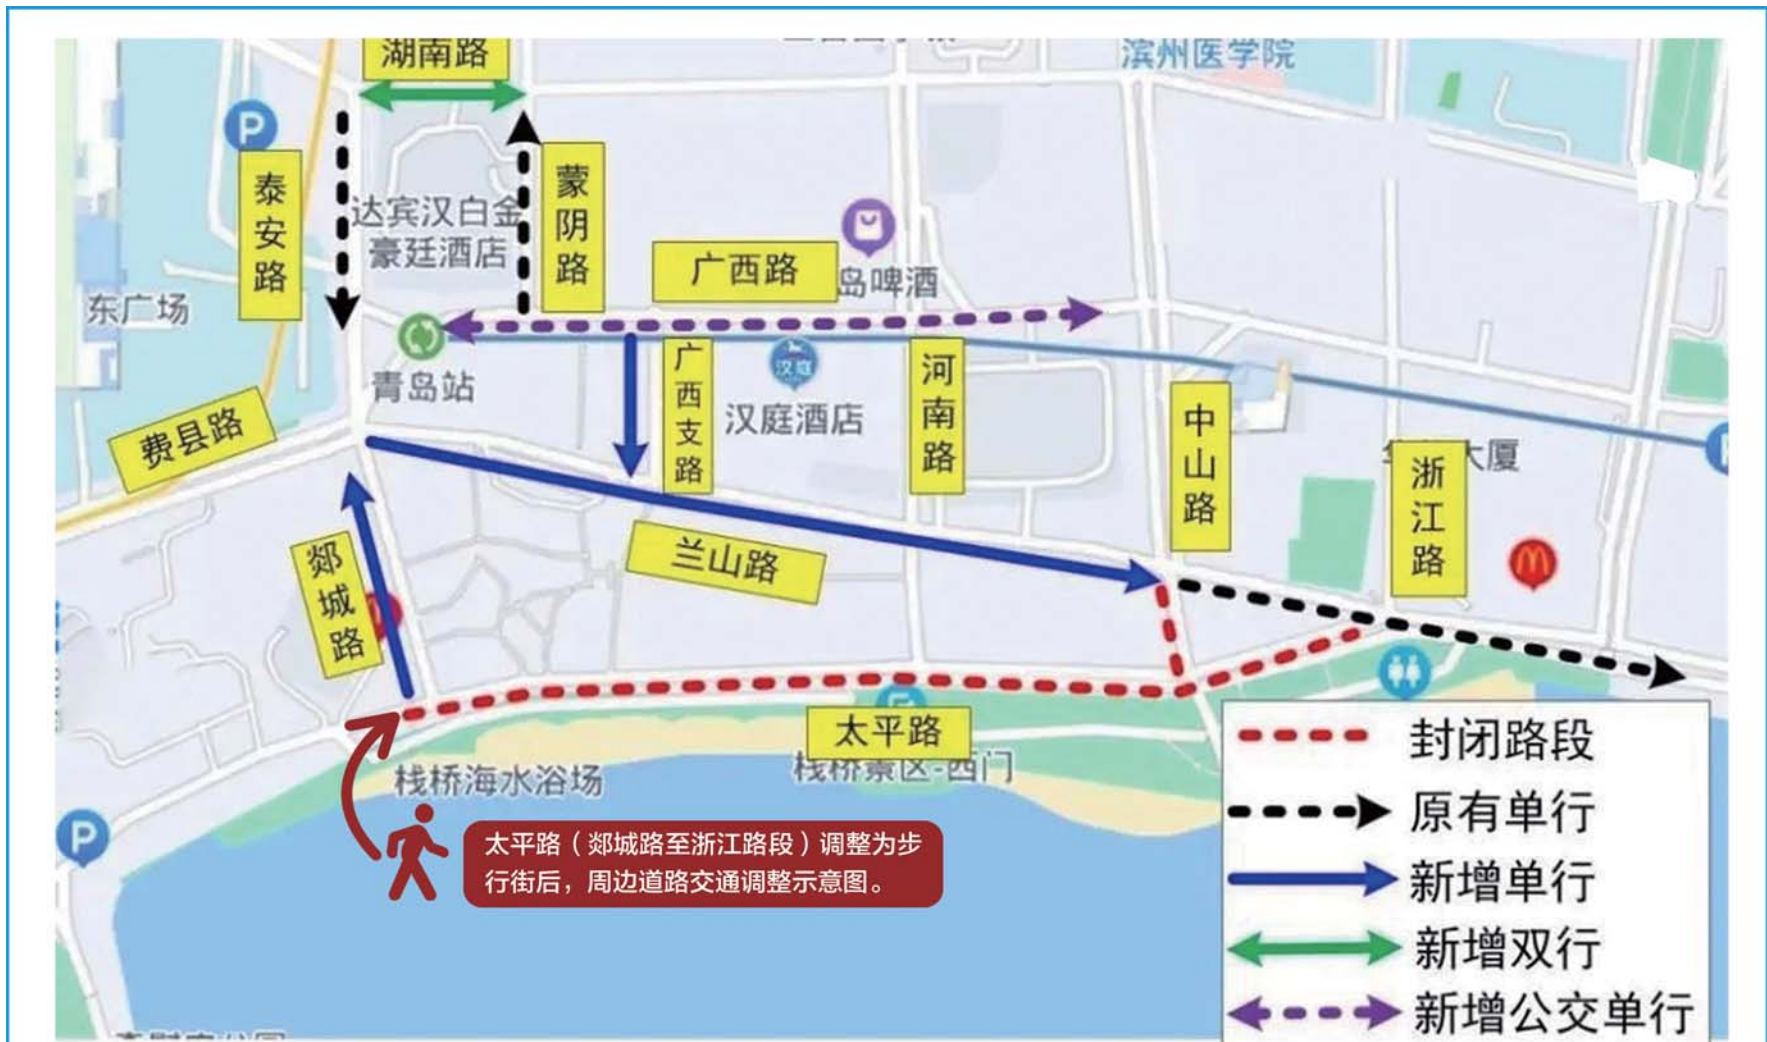 湖南路
滨州医学院
泰安路
蒙阴路
达宾汉白金
豪廷酒店
广西路
岛啤酒
东广场
青岛站
广西支路
汉庭
汉庭酒店
河南路
中山路
费县路
大厦
浙江路
郯城路
兰山路
太平路
栈桥海水浴场
栈桥景区-西门
太平路（郯城路至浙江路段）调整为步
行街后，周边道路交通调整示意图。
封闭路段
原有单行
新增单行
新增双行
新增公交单行
P
P